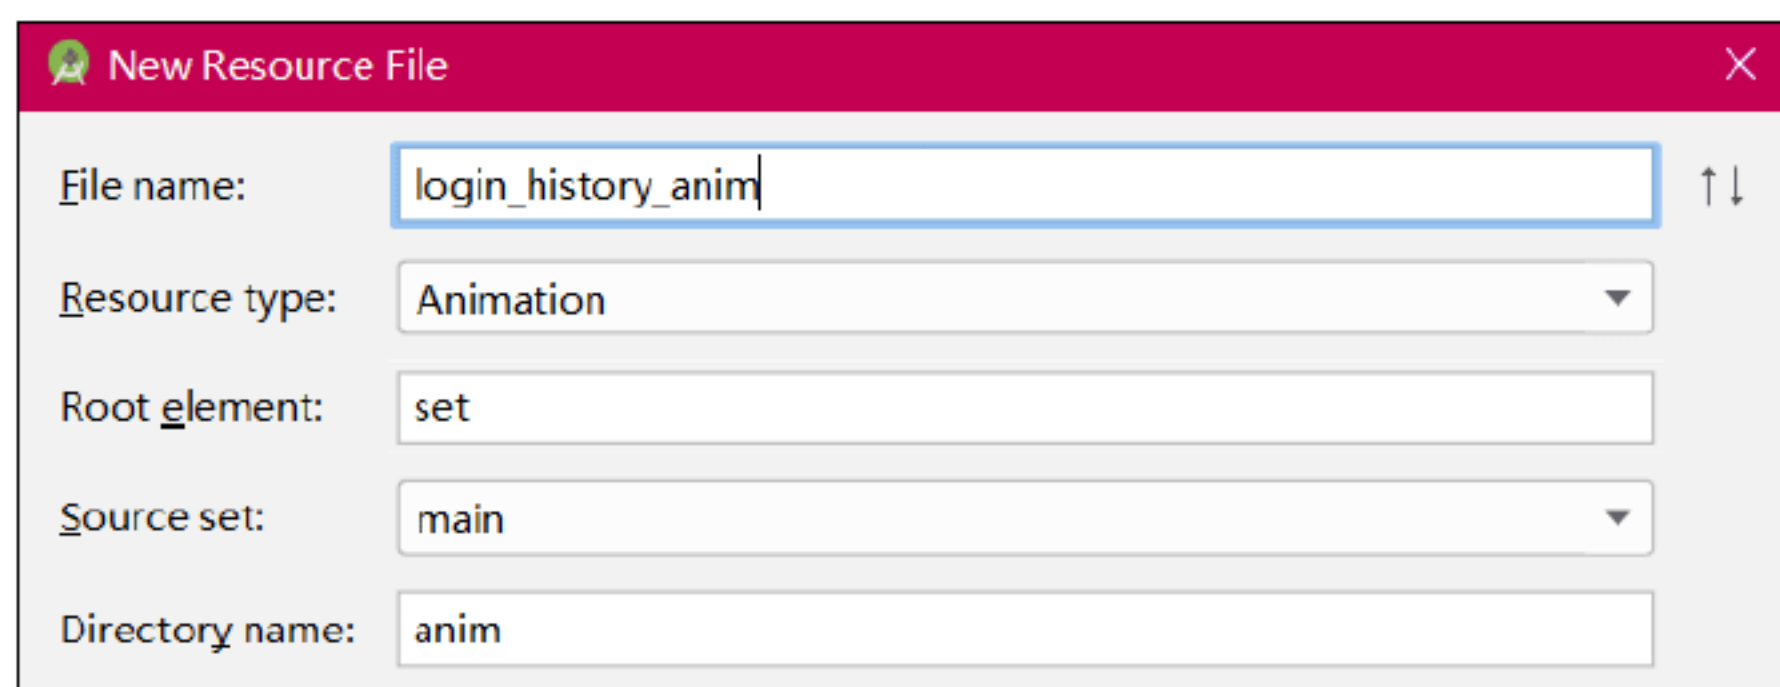 New Resource File
File name: login_history_anim
Resource type: Animation
Root element: set
Source set: main
Directory name: anim